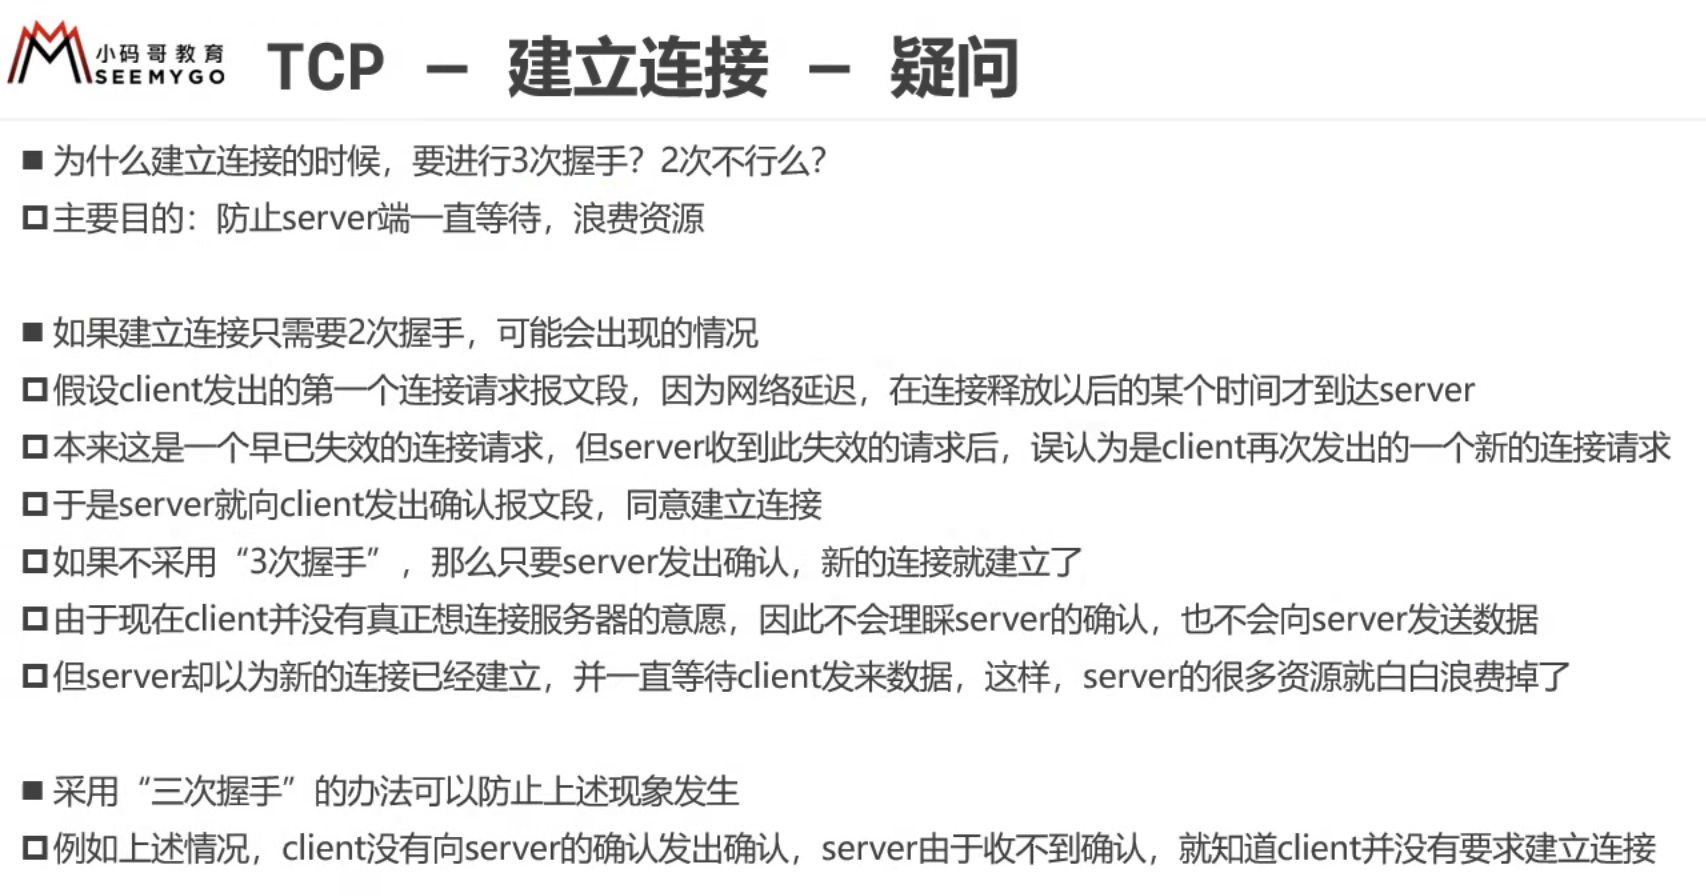 小码哥教育
SEEMYGO
TCP – 建立连接 – 疑问
■ 为什么建立连接的时候，要进行3次握手？2次不行么？
□ 主要目的：防止server端一直等待，浪费资源
■ 如果建立连接只需要2次握手，可能会出现的情况
□ 假设client发出的第一个连接请求报文段，因为网络延迟，在连接释放以后的某个时间才到达server
□ 本来这是一个早已失效的连接请求，但server收到此失效的请求后，误认为是client再次发出的一个新的连接请求
□ 于是server就向client发出确认报文段，同意建立连接
□ 如果不采用“3次握手”，那么只要server发出确认，新的连接就建立了
□ 由于现在client并没有真正想连接服务器的意愿，因此不会理睬server的确认，也不会向server发送数据
□ 但server却以为新的连接已经建立，并一直等待client发来数据，这样，server的很多资源就白白浪费掉了
■ 采用“三次握手”的办法可以防止上述现象发生
□ 例如上述情况，client没有向server的确认发出确认，server由于收不到确认，就知道client并没有要求建立连接